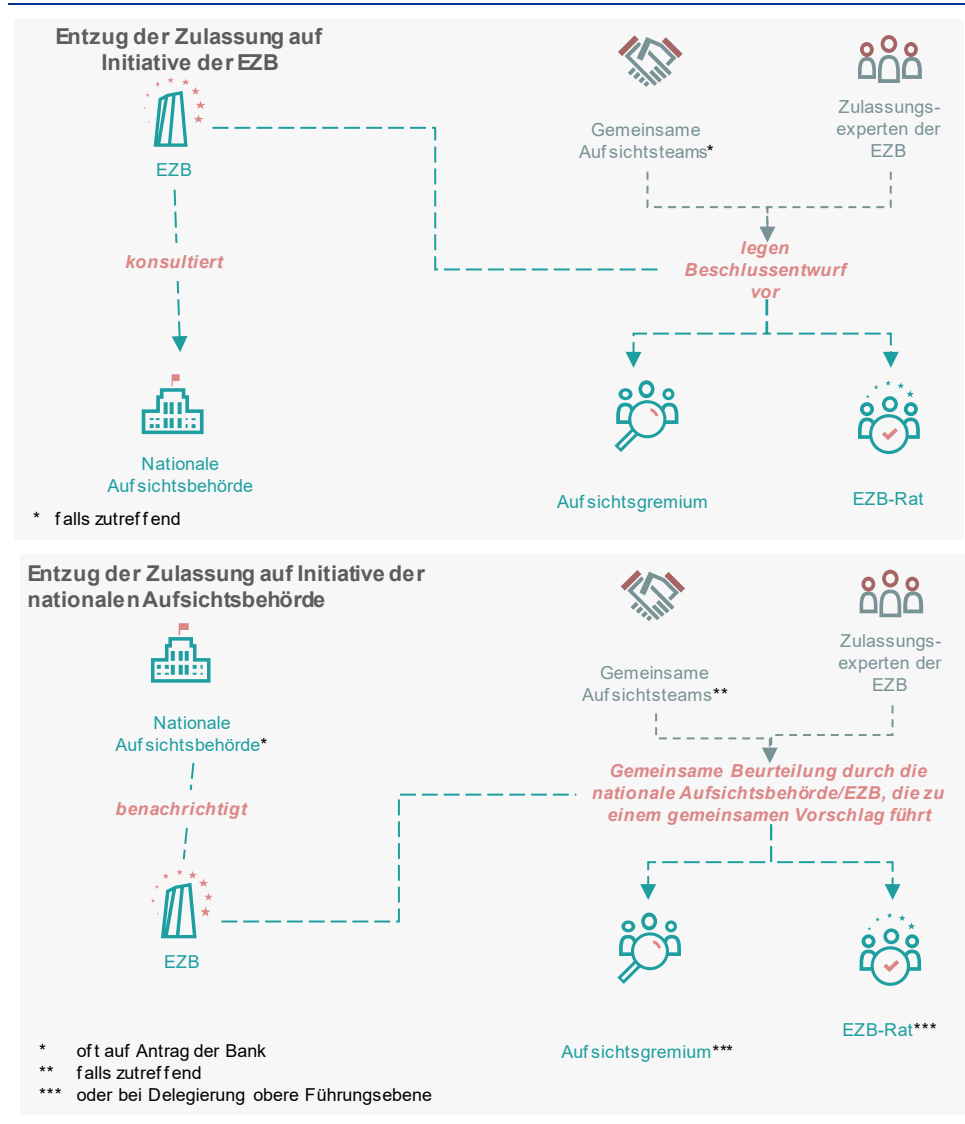 Entzug der Zulassung auf
Initiative der EZB
EZB
konsultiert
Nationale
Aufsichtsbehörde
* falls zutreffend
Gemeinsame
Aufsichtsteams*
Zulassungs-
experten der
EZB
legen
Beschlussentwurf
vor
Aufsichtsgremium
EZB-Rat
Entzug der Zulassung auf Initiative der
nationalen Aufsichtsbehörde
Nationale
Aufsichtsbehörde*
benachrichtigt
EZB
Gemeinsame
Aufsichtsteams**
Zulassungs-
experten der
EZB
Gemeinsame Beurteilung durch die
nationale Aufsichtsbehörde/EZB, die zu
einem gemeinsamen Vorschlag führt
Aufsichtsgremium***
EZB-Rat***
* oft auf Antrag der Bank
** falls zutreffend
*** oder bei Delegierung obere Führungsebene